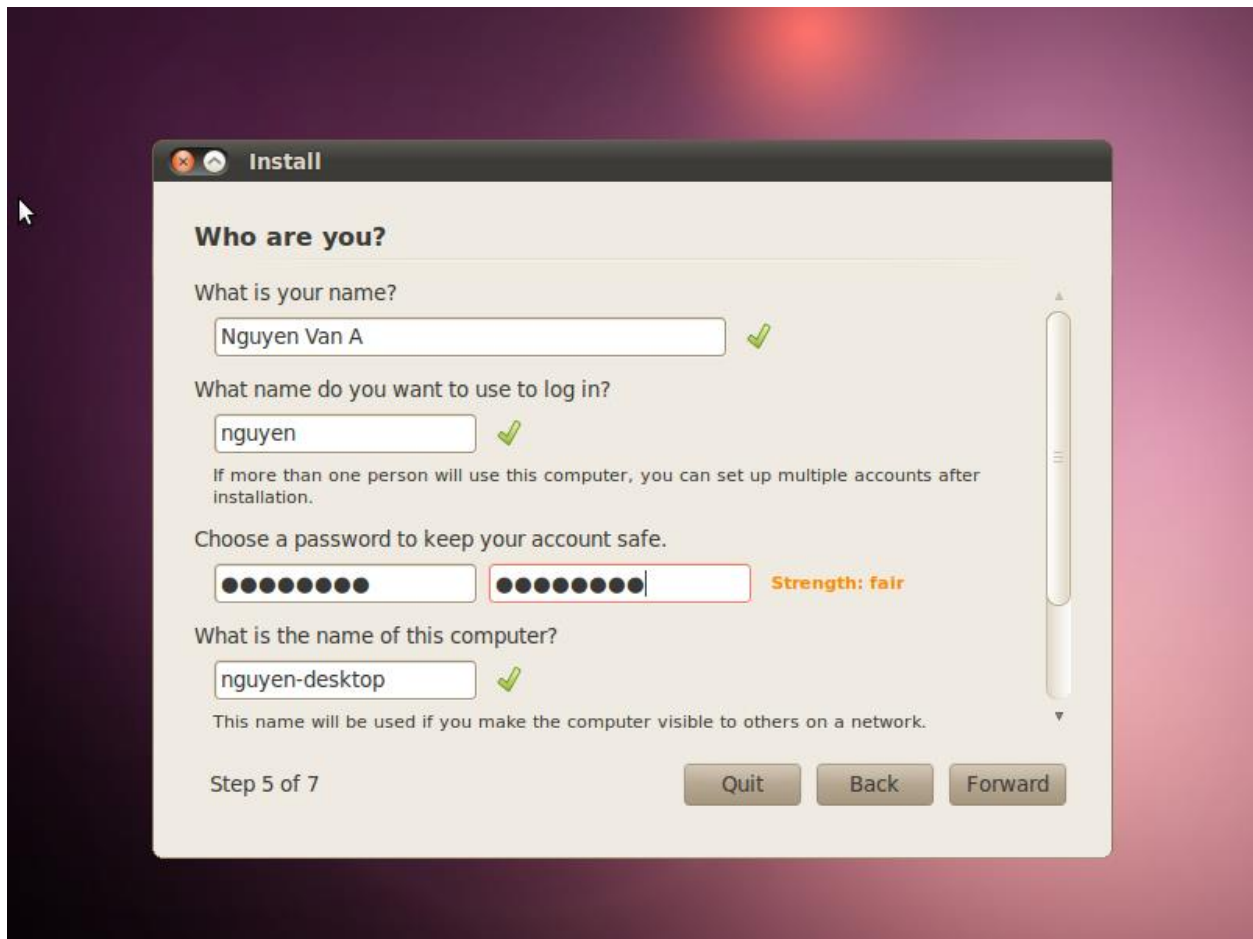 Install
Who are you?
What is your name?
Nguyen Van A
What name do you want to use to log in?
nguyen
If more than one person will use this computer, you can set up multiple accounts after
installation.
Choose a password to keep your account safe.
●●●●●●●● ●●●●●●●● Strength: fair
What is the name of this computer?
nguyen-desktop
This name will be used if you make the computer visible to others on a network.
Step 5 of 7 Quit Back Forward